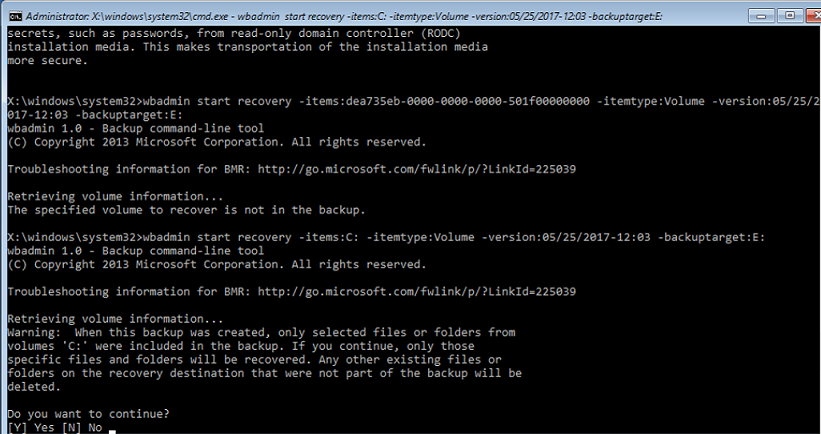 Administrator: X:\windows\system32\cmd.exe - wbadmin  start recovery -items:C: -itemtype:Volume -version:05/25/2017-12:03 -backuptarget:E:
secrets, such as passwords, from read-only domain controller (RODC)
installation media. This makes transportation of the installation media
more secure.
X:\windows\system32>wbadmin start recovery -items:dea735eb-0000-0000-0000-501f00000000 -itemtype:Volume -version:05/25/2
017-12:03 -backuptarget:E:
wbadmin 1.0 - Backup command-line tool
(C) Copyright 2013 Microsoft Corporation. All rights reserved.
Troubleshooting information for BMR: http://go.microsoft.com/fwlink/p/?LinkId=225039
Retrieving volume information...
The specified volume to recover is not in the backup.
X:\windows\system32>wbadmin start recovery -items:C: -itemtype:Volume -version:05/25/2017-12:03 -backuptarget:E:
wbadmin 1.0 - Backup command-line tool
(C) Copyright 2013 Microsoft Corporation. All rights reserved.
Troubleshooting information for BMR: http://go.microsoft.com/fwlink/p/?LinkId=225039
Retrieving volume information...
Warning:  When this backup was created, only selected files or folders from
volumes 'C:' were included in the backup. If you continue, only those
specific files and folders will be recovered. Any other existing files or
folders on the recovery destination that were not part of the backup will be
deleted.
Do you want to continue?
[Y] Yes [N] No